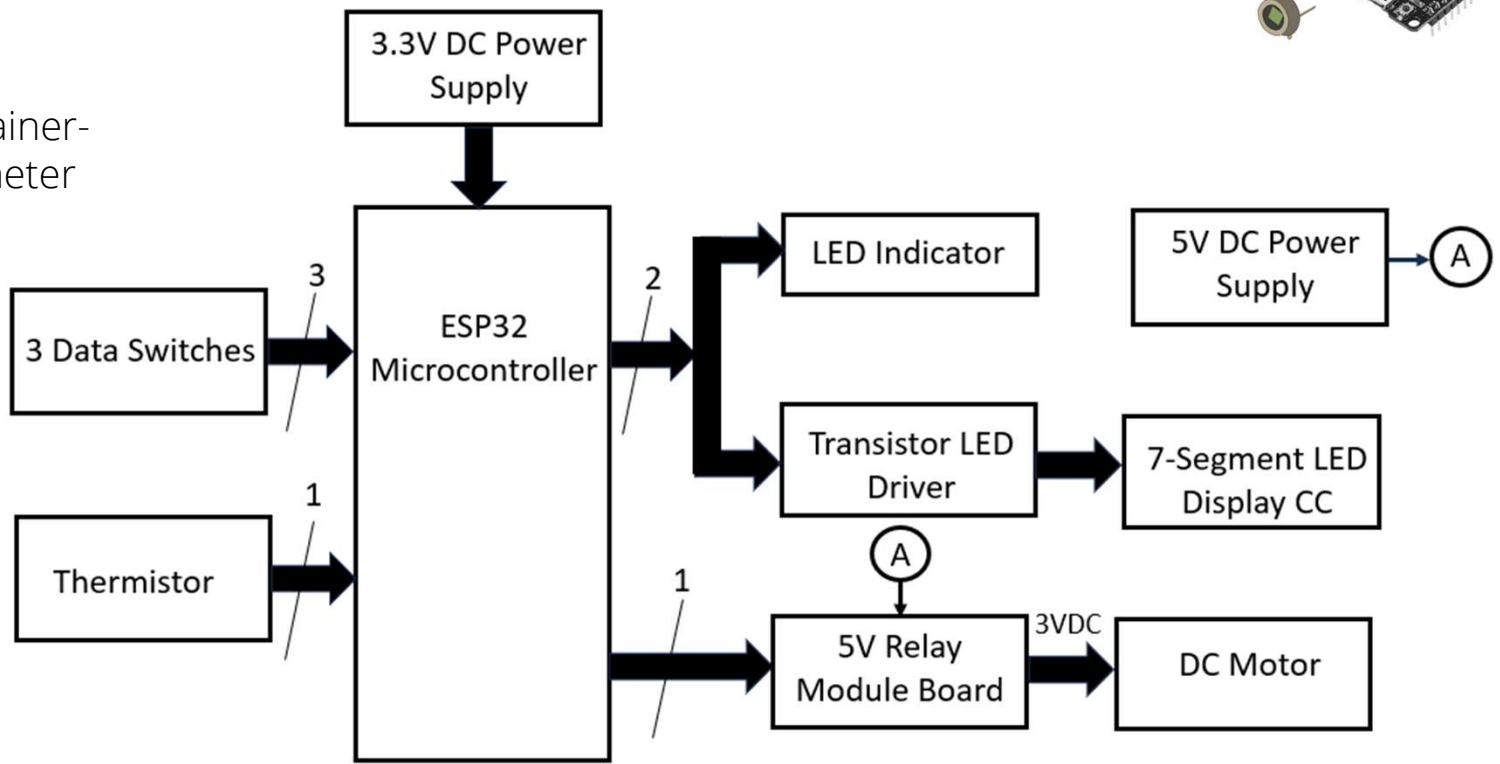 3.3V DC Power
Supply
ainer-
neter
3
3 Data Switches
1
Thermistor
ESP32
Microcontroller
2
LED Indicator
5V DC Power
Supply
A
Transistor LED
Driver
7-Segment LED
Display CC
A
1
5V Relay
Module Board
3VDC
DC Motor